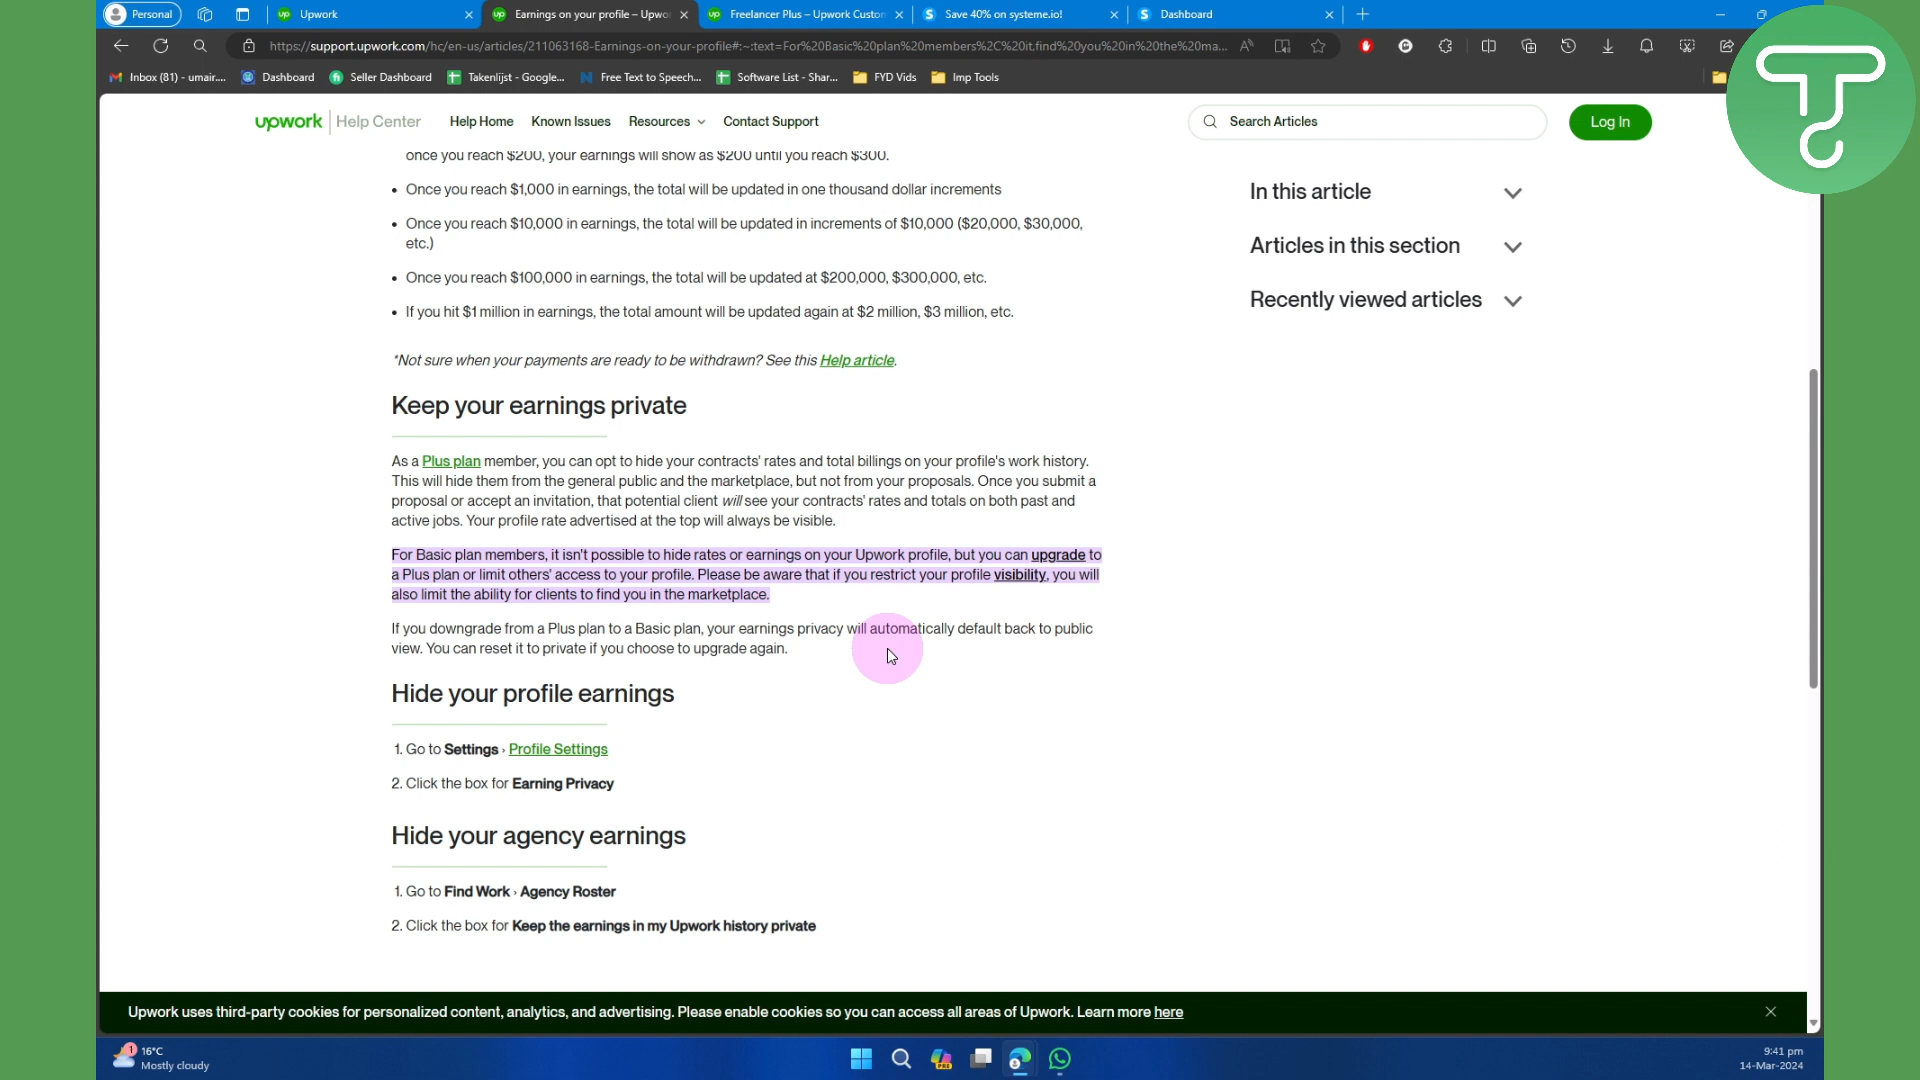 Personal
Upwork
Earnings on your profile – Upwor
Freelancer Plus – Upwork Custom
Save 40% on systeme.io!
Dashboard
https://support.upwork.com/hc/en-us/articles/211063168-Earnings-on-your-profile#:~:text=For%20Basic%20plan%20members%2C%20it,find%20you%20in%20the%20ma...
Inbox (81) - umair....
Dashboard
Seller Dashboard
Takenlijst - Google...
Free Text to Speech...
Software List - Shar...
FYD Vids
Imp Tools
upwork
Help Center
Help Home
Known Issues
Resources
Contact Support
Search Articles
Log In
once you reach $200, your earnings will show as $200 until you reach $300.
• Once you reach $1,000 in earnings, the total will be updated in one thousand dollar increments
• Once you reach $10,000 in earnings, the total will be updated in increments of $10,000 ($20,000, $30,000,
etc.)
• Once you reach $100,000 in earnings, the total will be updated at $200,000, $300,000, etc.
• If you hit $1 million in earnings, the total amount will be updated again at $2 million, $3 million, etc.
*Not sure when your payments are ready to be withdrawn? See this Help article.
In this article
Articles in this section
Recently viewed articles
Keep your earnings private
As a Plus plan member, you can opt to hide your contracts' rates and total billings on your profile's work history.
This will hide them from the general public and the marketplace, but not from your proposals. Once you submit a
proposal or accept an invitation, that potential client will see your contracts' rates and totals on both past and
active jobs. Your profile rate advertised at the top will always be visible.
For Basic plan members, it isn't possible to hide rates or earnings on your Upwork profile, but you can upgrade to
a Plus plan or limit others' access to your profile. Please be aware that if you restrict your profile visibility, you will
also limit the ability for clients to find you in the marketplace.
If you downgrade from a Plus plan to a Basic plan, your earnings privacy will automatically default back to public
view. You can reset it to private if you choose to upgrade again.
Hide your profile earnings
1. Go to Settings › Profile Settings
2. Click the box for Earning Privacy
Hide your agency earnings
1. Go to Find Work › Agency Roster
2. Click the box for Keep the earnings in my Upwork history private
Upwork uses third-party cookies for personalized content, analytics, and advertising. Please enable cookies so you can access all areas of Upwork. Learn more here
1
16°C
Mostly cloudy
PRE
9:41 pm
14-Mar-2024